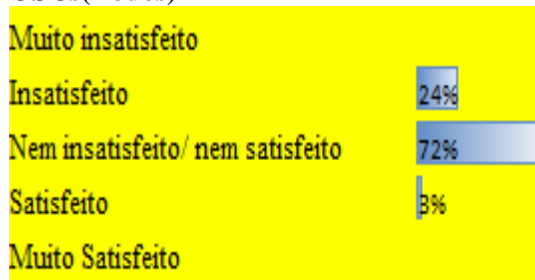 Muito insatisfeito
Insatisfeito 24%
Nem insatisfeito/ nem satisfeito 72%
Satisfeito 3%
Muito Satisfeito